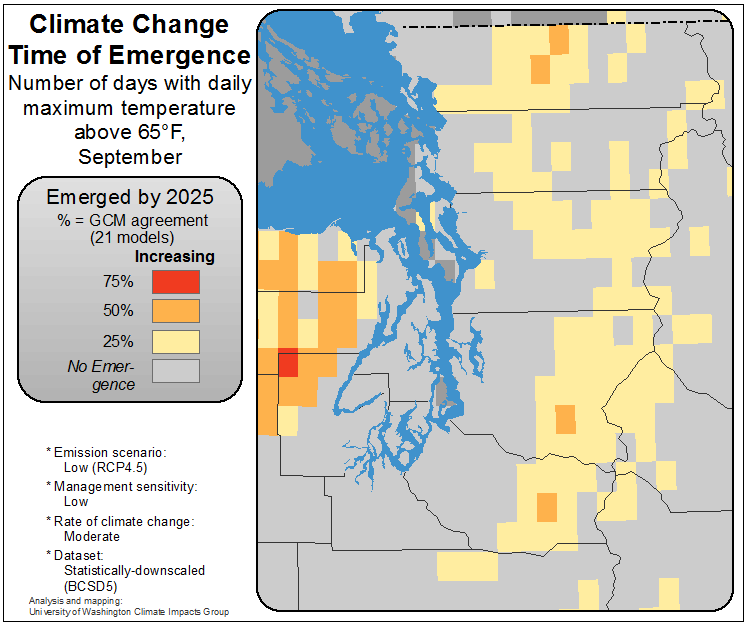 Climate Change
Time of Emergence
Number of days with daily
maximum temperature
above 65°F,
September
Emerged by 2025
% = GCM agreement
(21 models)
Increasing
75%
50%
25%
No Emer-
gence
* Emission scenario:
Low (RCP4.5)
* Management sensitivity:
Low
* Rate of climate change:
Moderate
* Dataset:
Statistically-downscaled
(BCSD5)
Analysis and mapping:
University of Washington Climate Impacts Group